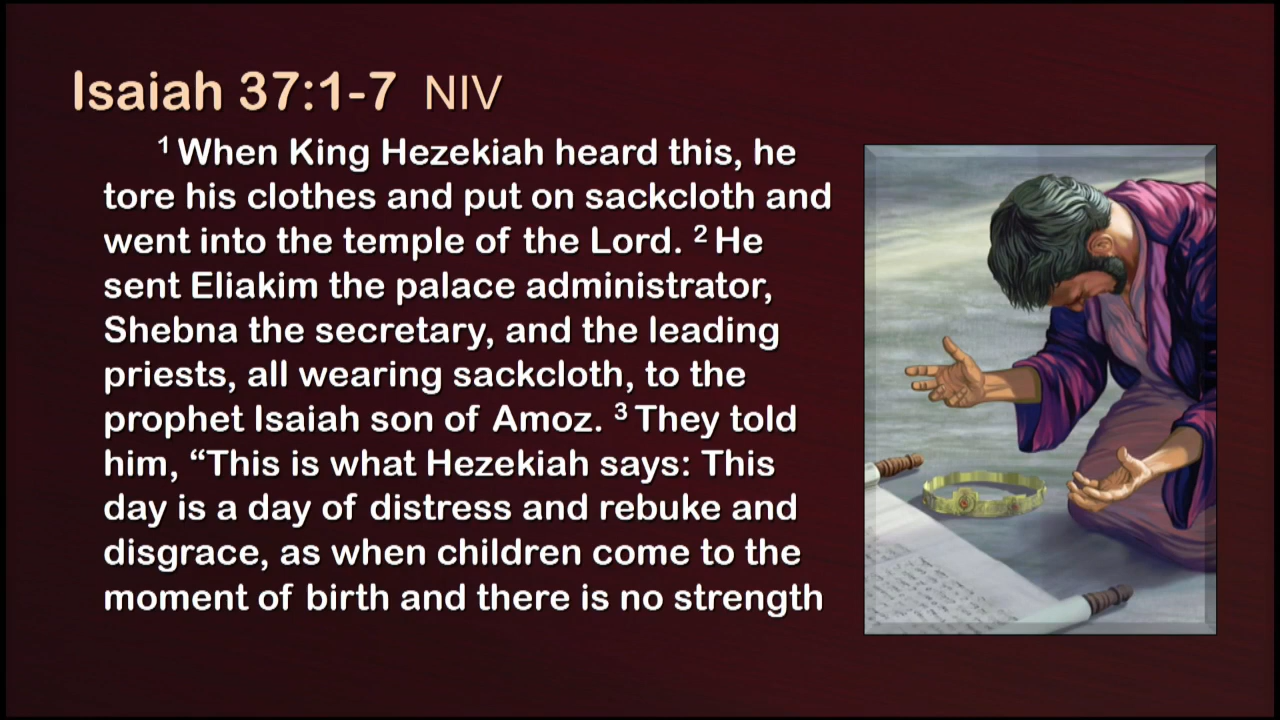 Isaiah 37:1-7 NIV
1 When King Hezekiah heard this, he
tore his clothes and put on sackcloth and
went into the temple of the Lord. 2 He
sent Eliakim the palace administrator,
Shebna the secretary, and the leading
priests, all wearing sackcloth, to the
prophet Isaiah son of Amoz. 3 They told
him, “This is what Hezekiah says: This
day is a day of distress and rebuke and
disgrace, as when children come to the
moment of birth and there is no strength